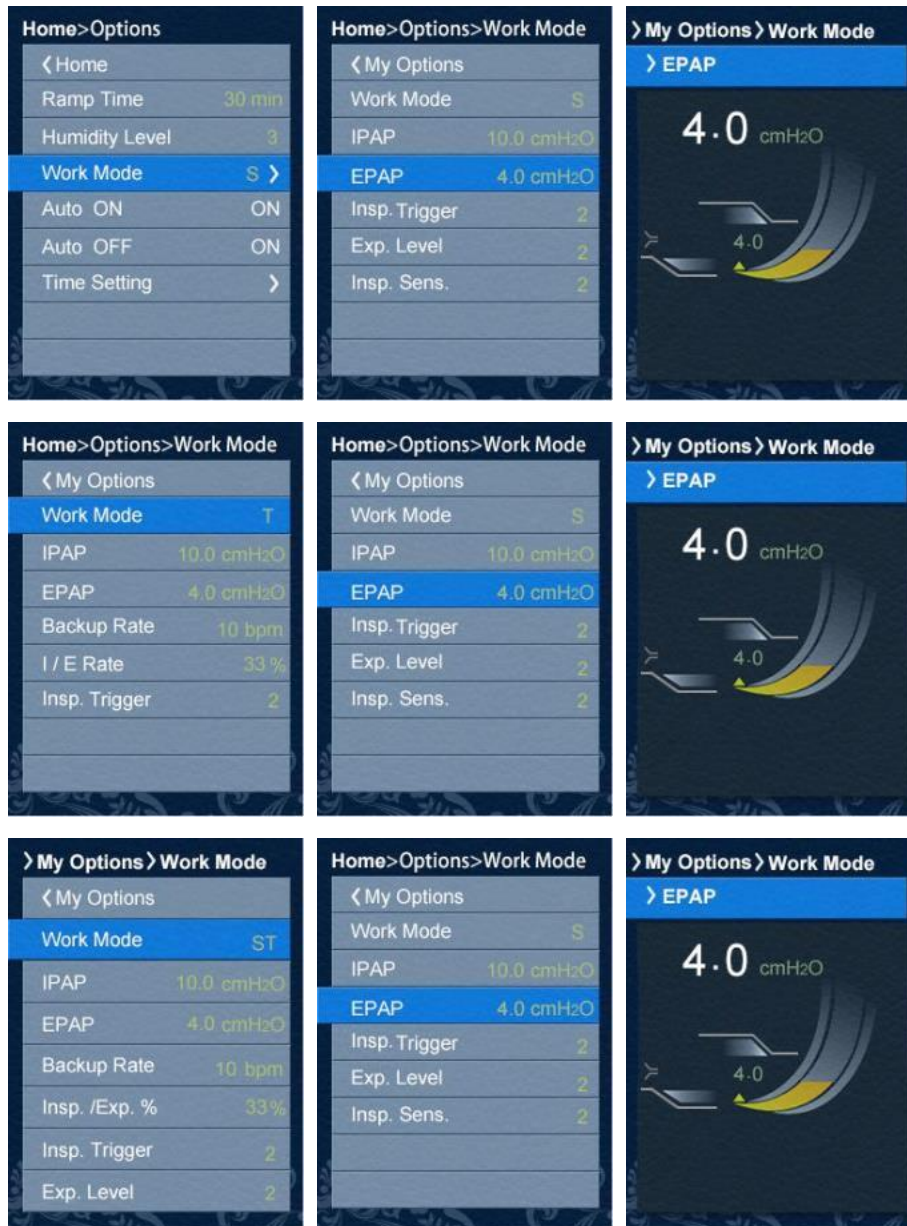 Home>Options
❮Home
Ramp Time 30 min
Humidity Level 3
Work Mode S ❯
Auto ON ON
Auto OFF ON
Time Setting ❯
Home>Options>Work Mode
❮My Options
Work Mode S
IPAP 10.0 cmH2O
EPAP 4.0 cmH2O
Insp. Trigger 2
Exp. Level 2
Insp. Sens. 2
❯My Options❯Work Mode
❯EPAP
4.0 cmH2O
4.0
Home>Options>Work Mode
❮My Options
Work Mode T
IPAP 10.0 cmH2O
EPAP 4.0 cmH2O
Backup Rate 10 bpm
I / E Rate 33 %
Insp. Trigger 2
Home>Options>Work Mode
❮My Options
Work Mode S
IPAP 10.0 cmH2O
EPAP 4.0 cmH2O
Insp. Trigger 2
Exp. Level 2
Insp. Sens. 2
❯My Options❯Work Mode
❯EPAP
4.0 cmH2O
4.0
❯My Options❯Work Mode
❮My Options
Work Mode ST
IPAP 10.0 cmH2O
EPAP 4.0 cmH2O
Backup Rate 10 bpm
Insp. /Exp. % 33%
Insp. Trigger 2
Exp. Level 2
Home>Options>Work Mode
❮My Options
Work Mode S
IPAP 10.0 cmH2O
EPAP 4.0 cmH2O
Insp. Trigger 2
Exp. Level 2
Insp. Sens. 2
❯My Options❯Work Mode
❯EPAP
4.0 cmH2O
4.0